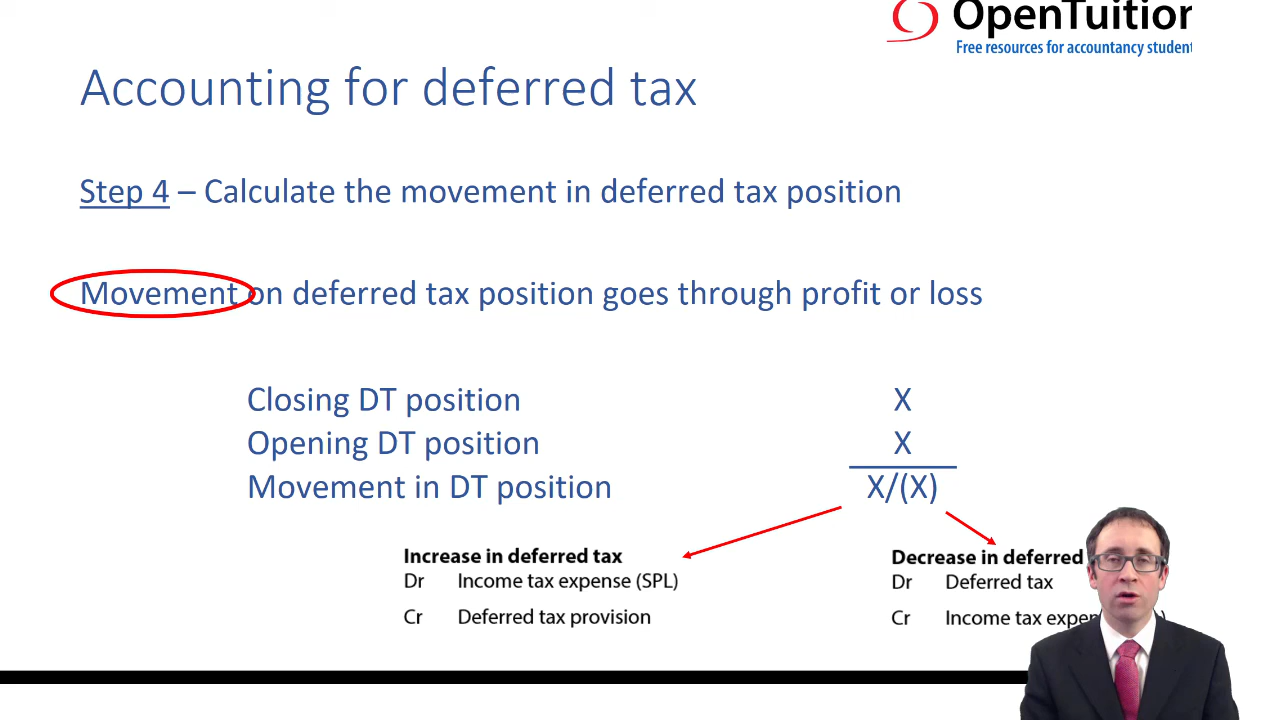 OpenTuition
Free resources for accountancy student
Accounting for deferred tax
Step 4 – Calculate the movement in deferred tax position
Movement on deferred tax position goes through profit or loss
Closing DT position X
Opening DT position X
Movement in DT position X/(X)
Increase in deferred tax
Dr Income tax expense (SPL)
Cr Deferred tax provision
Decrease in deferred
Dr Deferred tax
Cr Income tax